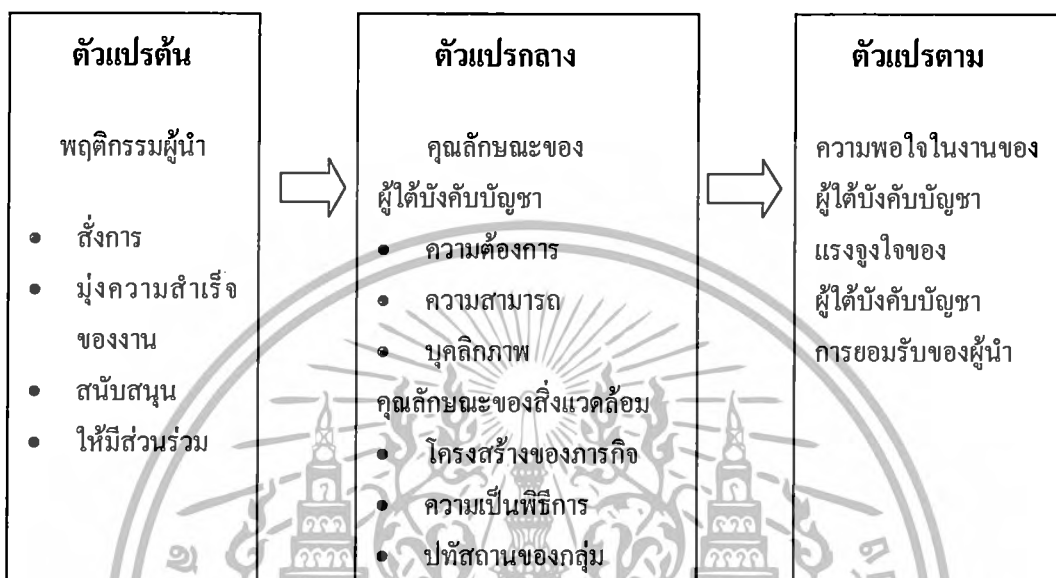 ตัวแปรต้น
พฤติกรรมผู้นำ
• สั่งการ
• มุ่งความสำเร็จ
ของงาน
• สนับสนุน
• ให้มีส่วนร่วม
ตัวแปรกลาง
คุณลักษณะของ
ผู้ใต้บังคับบัญชา
• ความต้องการ
• ความสามารถ
• บุคลิกภาพ
คุณลักษณะของสิ่งแวดล้อม
• โครงสร้างของภารกิจ
• ความเป็นพิธีการ
• ปทัสถานของกลุ่ม
ตัวแปรตาม
ความพอใจในงานของ
ผู้ใต้บังคับบัญชา
แรงจูงใจของ
ผู้ใต้บังคับบัญชา
การยอมรับของผู้นำ